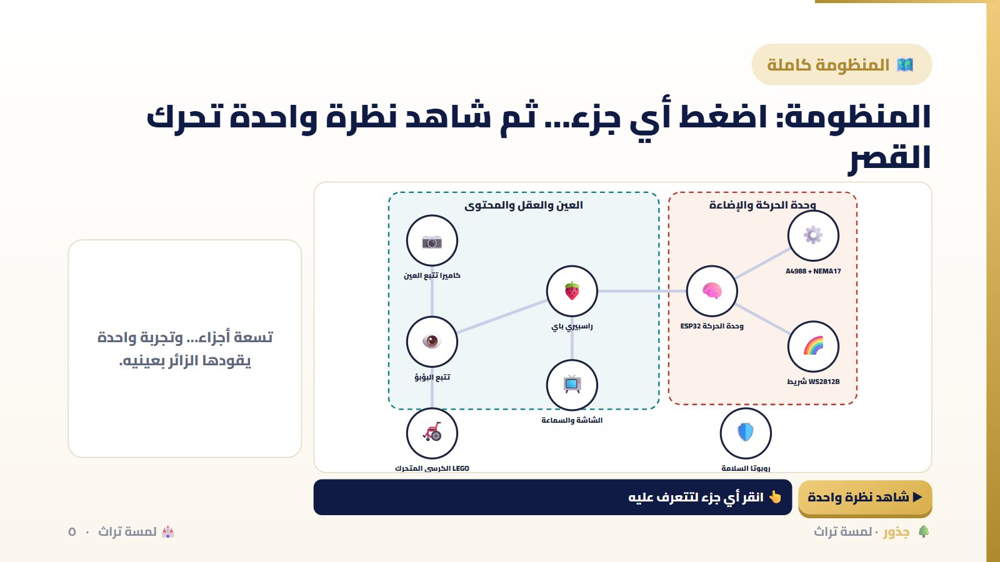 المنظومة كاملة
المنظومة: اضغط أي جزء... ثم شاهد نظرة واحدة تحرك
القصر
وحدة الحركة والإضاءة
A4988 + NEMA17
وحدة الحركة ESP32
شريط WS2812B
روبوتا السلامة
العين والعقل والمحتوى
كاميرا تتبع العين
راسبيري باي
تتبع البؤبؤ
الشاشة والسماعة
الكرسي المتحرك LEGO
تسعة أجزاء... وتجربة واحدة
يقودها الزائر بعينيه.
▶ شاهد نظرة واحدة
انقر أي جزء لتتعرف عليه
جذور · لمسة تراث
لمسة تراث · ٥